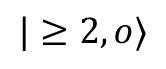 | ≥ 2, o⟩